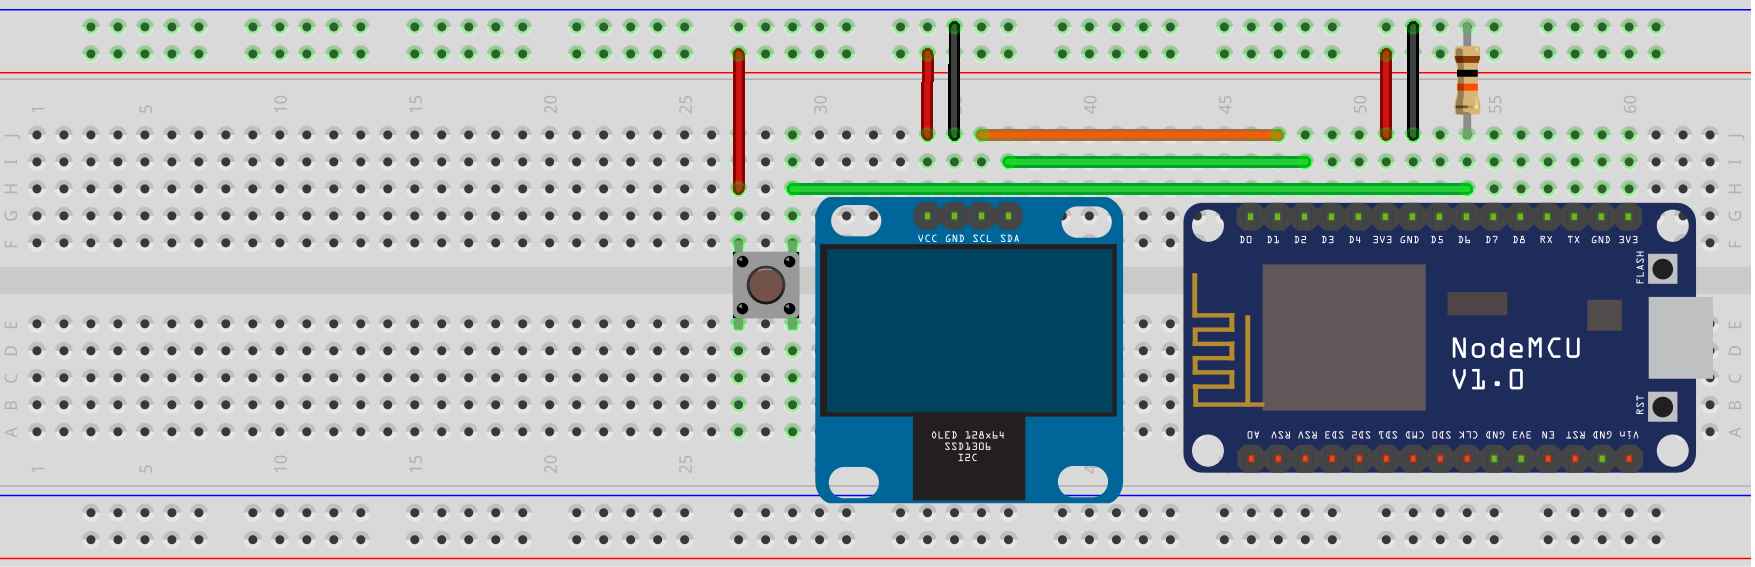 1 5 10 15 20 25 30 40 45 50 55 60
J J
I I
H H
G G
F F
VCC GND SCL SDA
D0 D1 D2 D3 D4 3V3 GND D5 D6 D7 D8 RX TX GND 3V3
FLASH
E E
D D
C C
B B
A A
NodeMCU
V1.0
RST
OLED 128x64
SSD1306
I2C
A0 RSV RSV SD3 SD2 SD1 CMD SD0 CLK GND 3V3 EN RST GND Vin
1 5 10 15 20 25